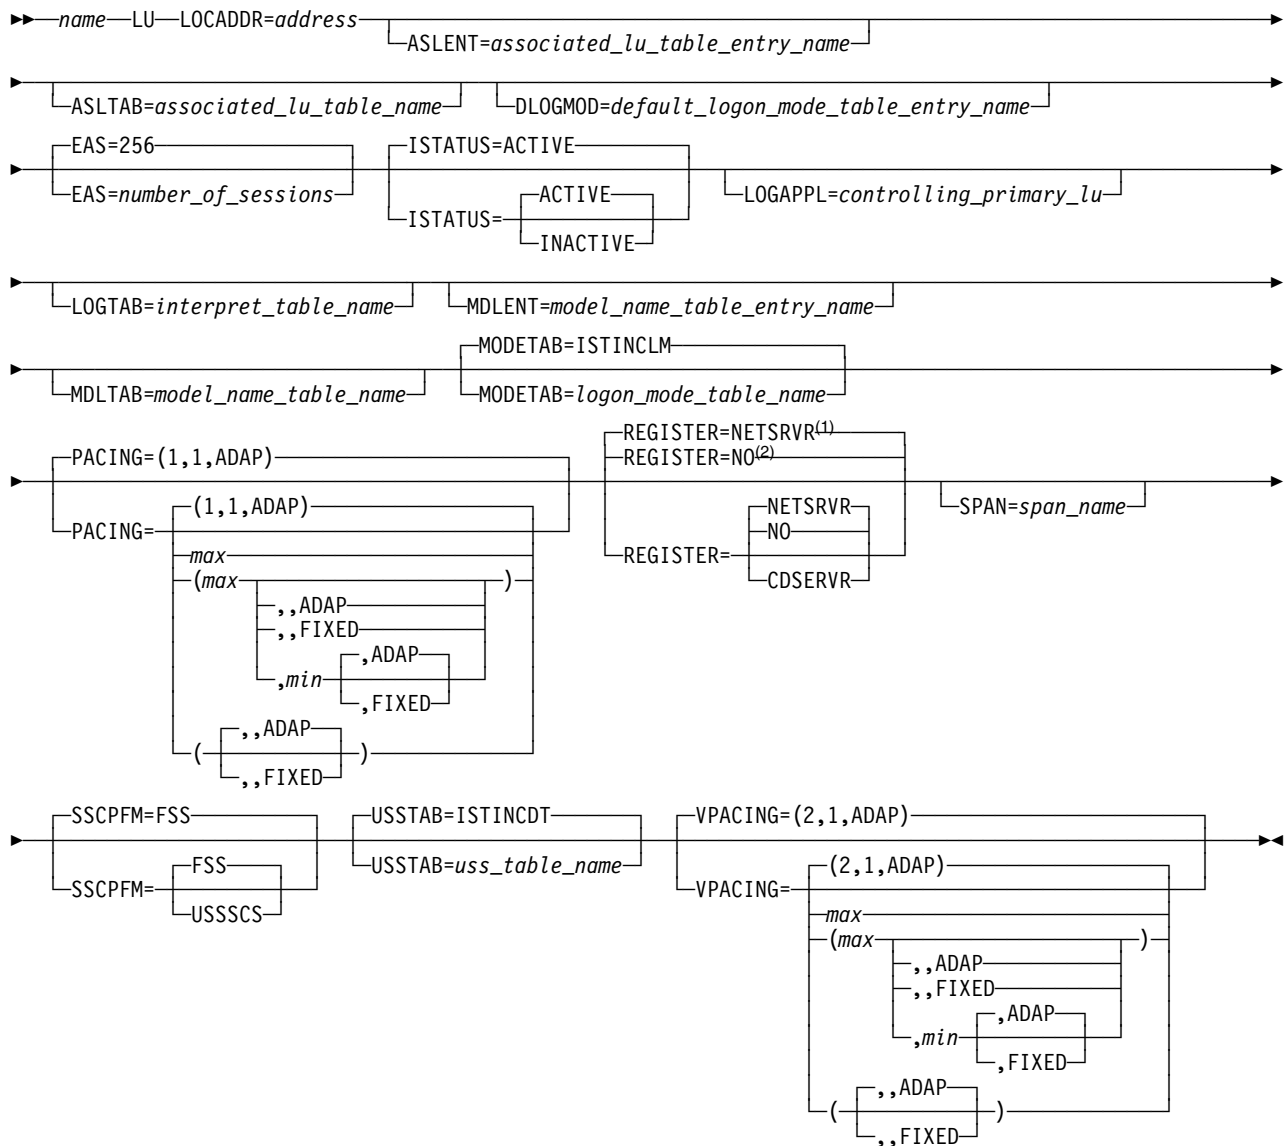 name LU LOCADDR=address
ASLENT=associated_lu_table_entry_name
ASLTAB=associated_lu_table_name DLOGMOD=default_logon_mode_table_entry_name
EAS=256 ISTATUS=ACTIVE
EAS=number_of_sessions ACTIVE LOGAPPL=controlling_primary_lu
ISTATUS=
INACTIVE
LOGTAB=interpret_table_name MDLENT=model_name_table_entry_name
MODETAB=ISTINCLM
MDLTAB=model_name_table_name MODETAB=logon_mode_table_name
REGISTER=NETSRVR(1)
PACING=(1,1,ADAP) REGISTER=NO(2)
(1,1,ADAP) NETSRVR SPAN=span_name
PACING= NO
max REGISTER=
(max ) CDSERVR
,,ADAP
,,FIXED
,ADAP
,min
,FIXED
,,ADAP
( )
,,FIXED
SSCPFM=FSS USSTAB=ISTINCDT VPACING=(2,1,ADAP)
FSS USSTAB=uss_table_name (2,1,ADAP)
SSCPFM= VPACING=
USSSCS max
(max )
,,ADAP
,,FIXED
,ADAP
,min
,FIXED
,,ADAP
( )
,,FIXED